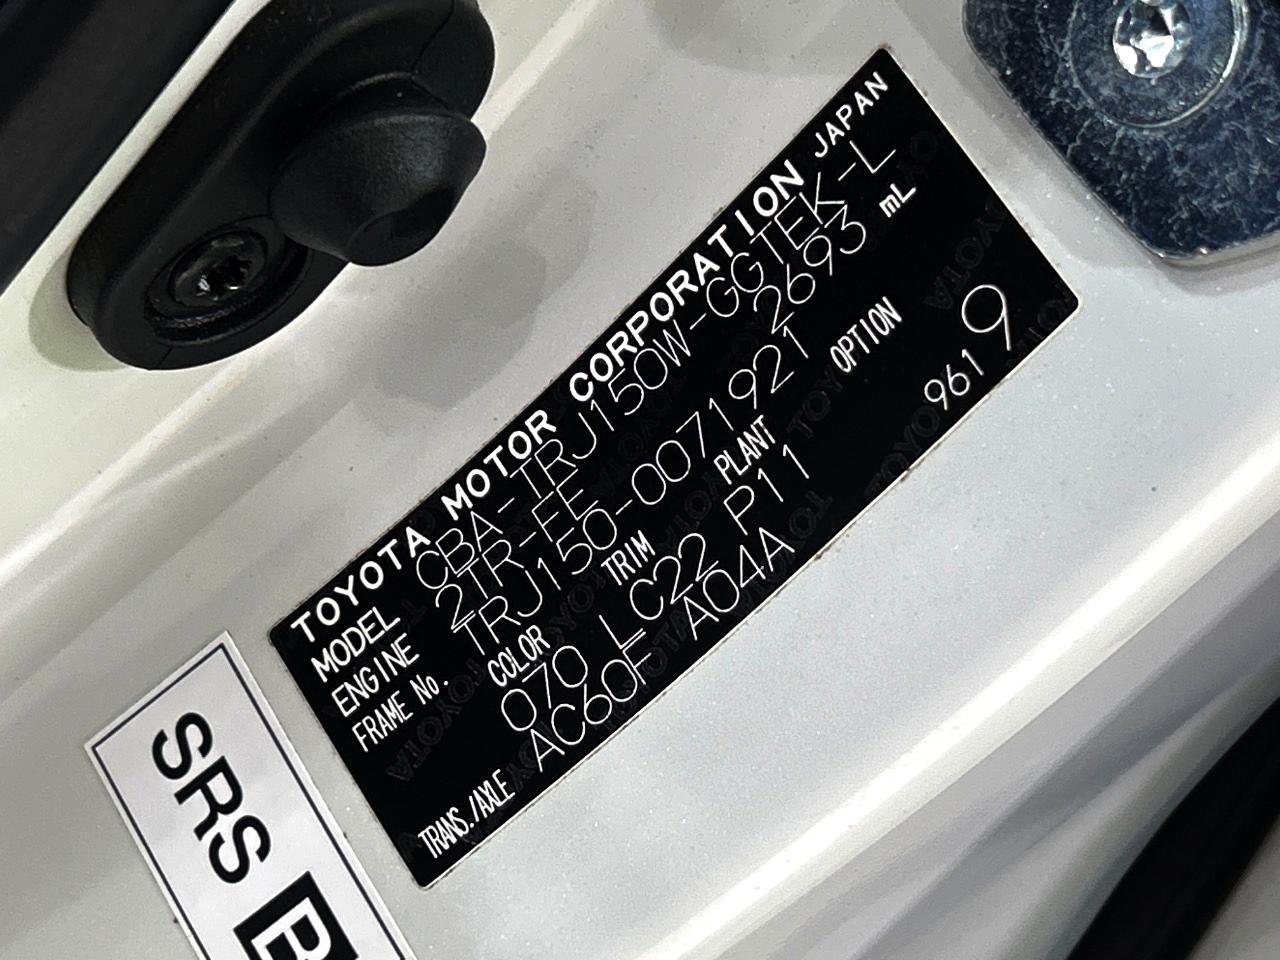 TOYOTA MOTOR CORPORATION JAPAN
MODEL CBA-TRJ150W-GGTEK-L
ENGINE 2TR-FE 2693 mL
FRAME No. TRJ150-0071921
COLOR TRIM PLANT OPTION
070 LC22 P11 961 9
TRANS./AXLE AC60F A04A
SRS B